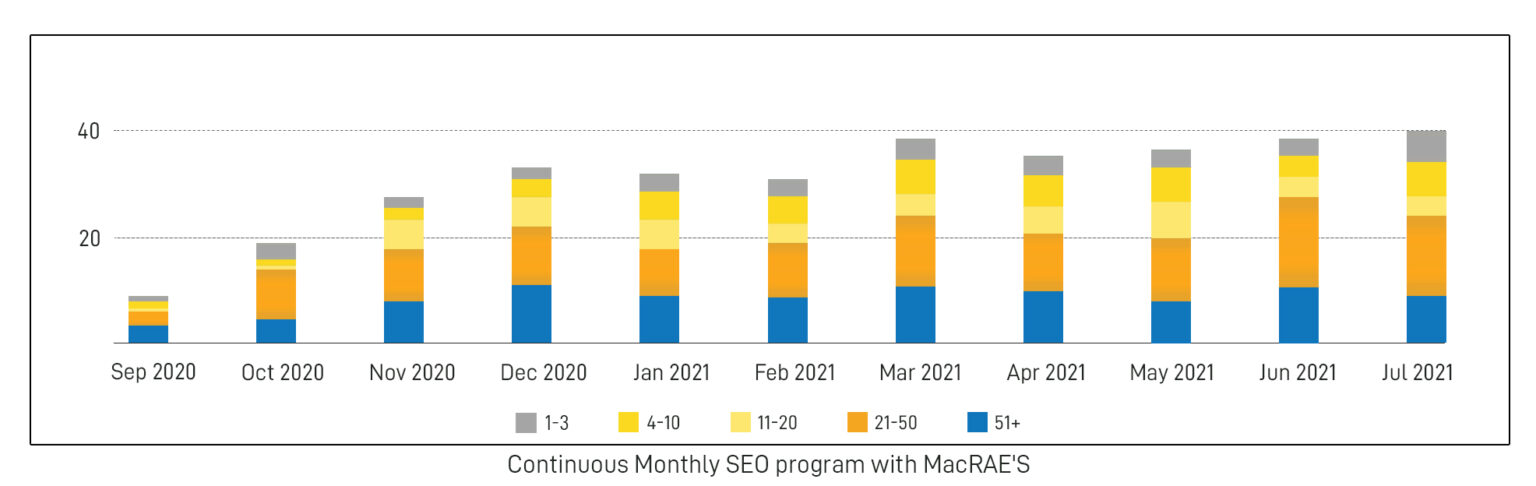 40
20
Sep 2020 Oct 2020 Nov 2020 Dec 2020 Jan 2021 Feb 2021 Mar 2021 Apr 2021 May 2021 Jun 2021 Jul 2021
1-3 4-10 11-20 21-50 51+
Continuous Monthly SEO program with MacRAE'S